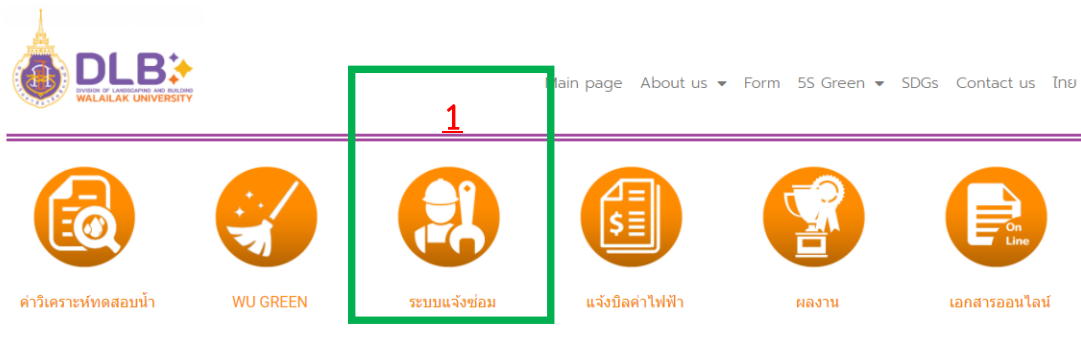 DLB
DIVISION OF LANDSCAPING AND BUILDING
WALAILAK UNIVERSITY
Main page About us Form 5S Green SDGs Contact us ไทย
1
$
On
Line
ค่าวิเคราะห์ทดสอบน้ำ WU GREEN ระบบแจ้งซ่อม แจ้งบิลค่าไฟฟ้า ผลงาน เอกสารออนไลน์